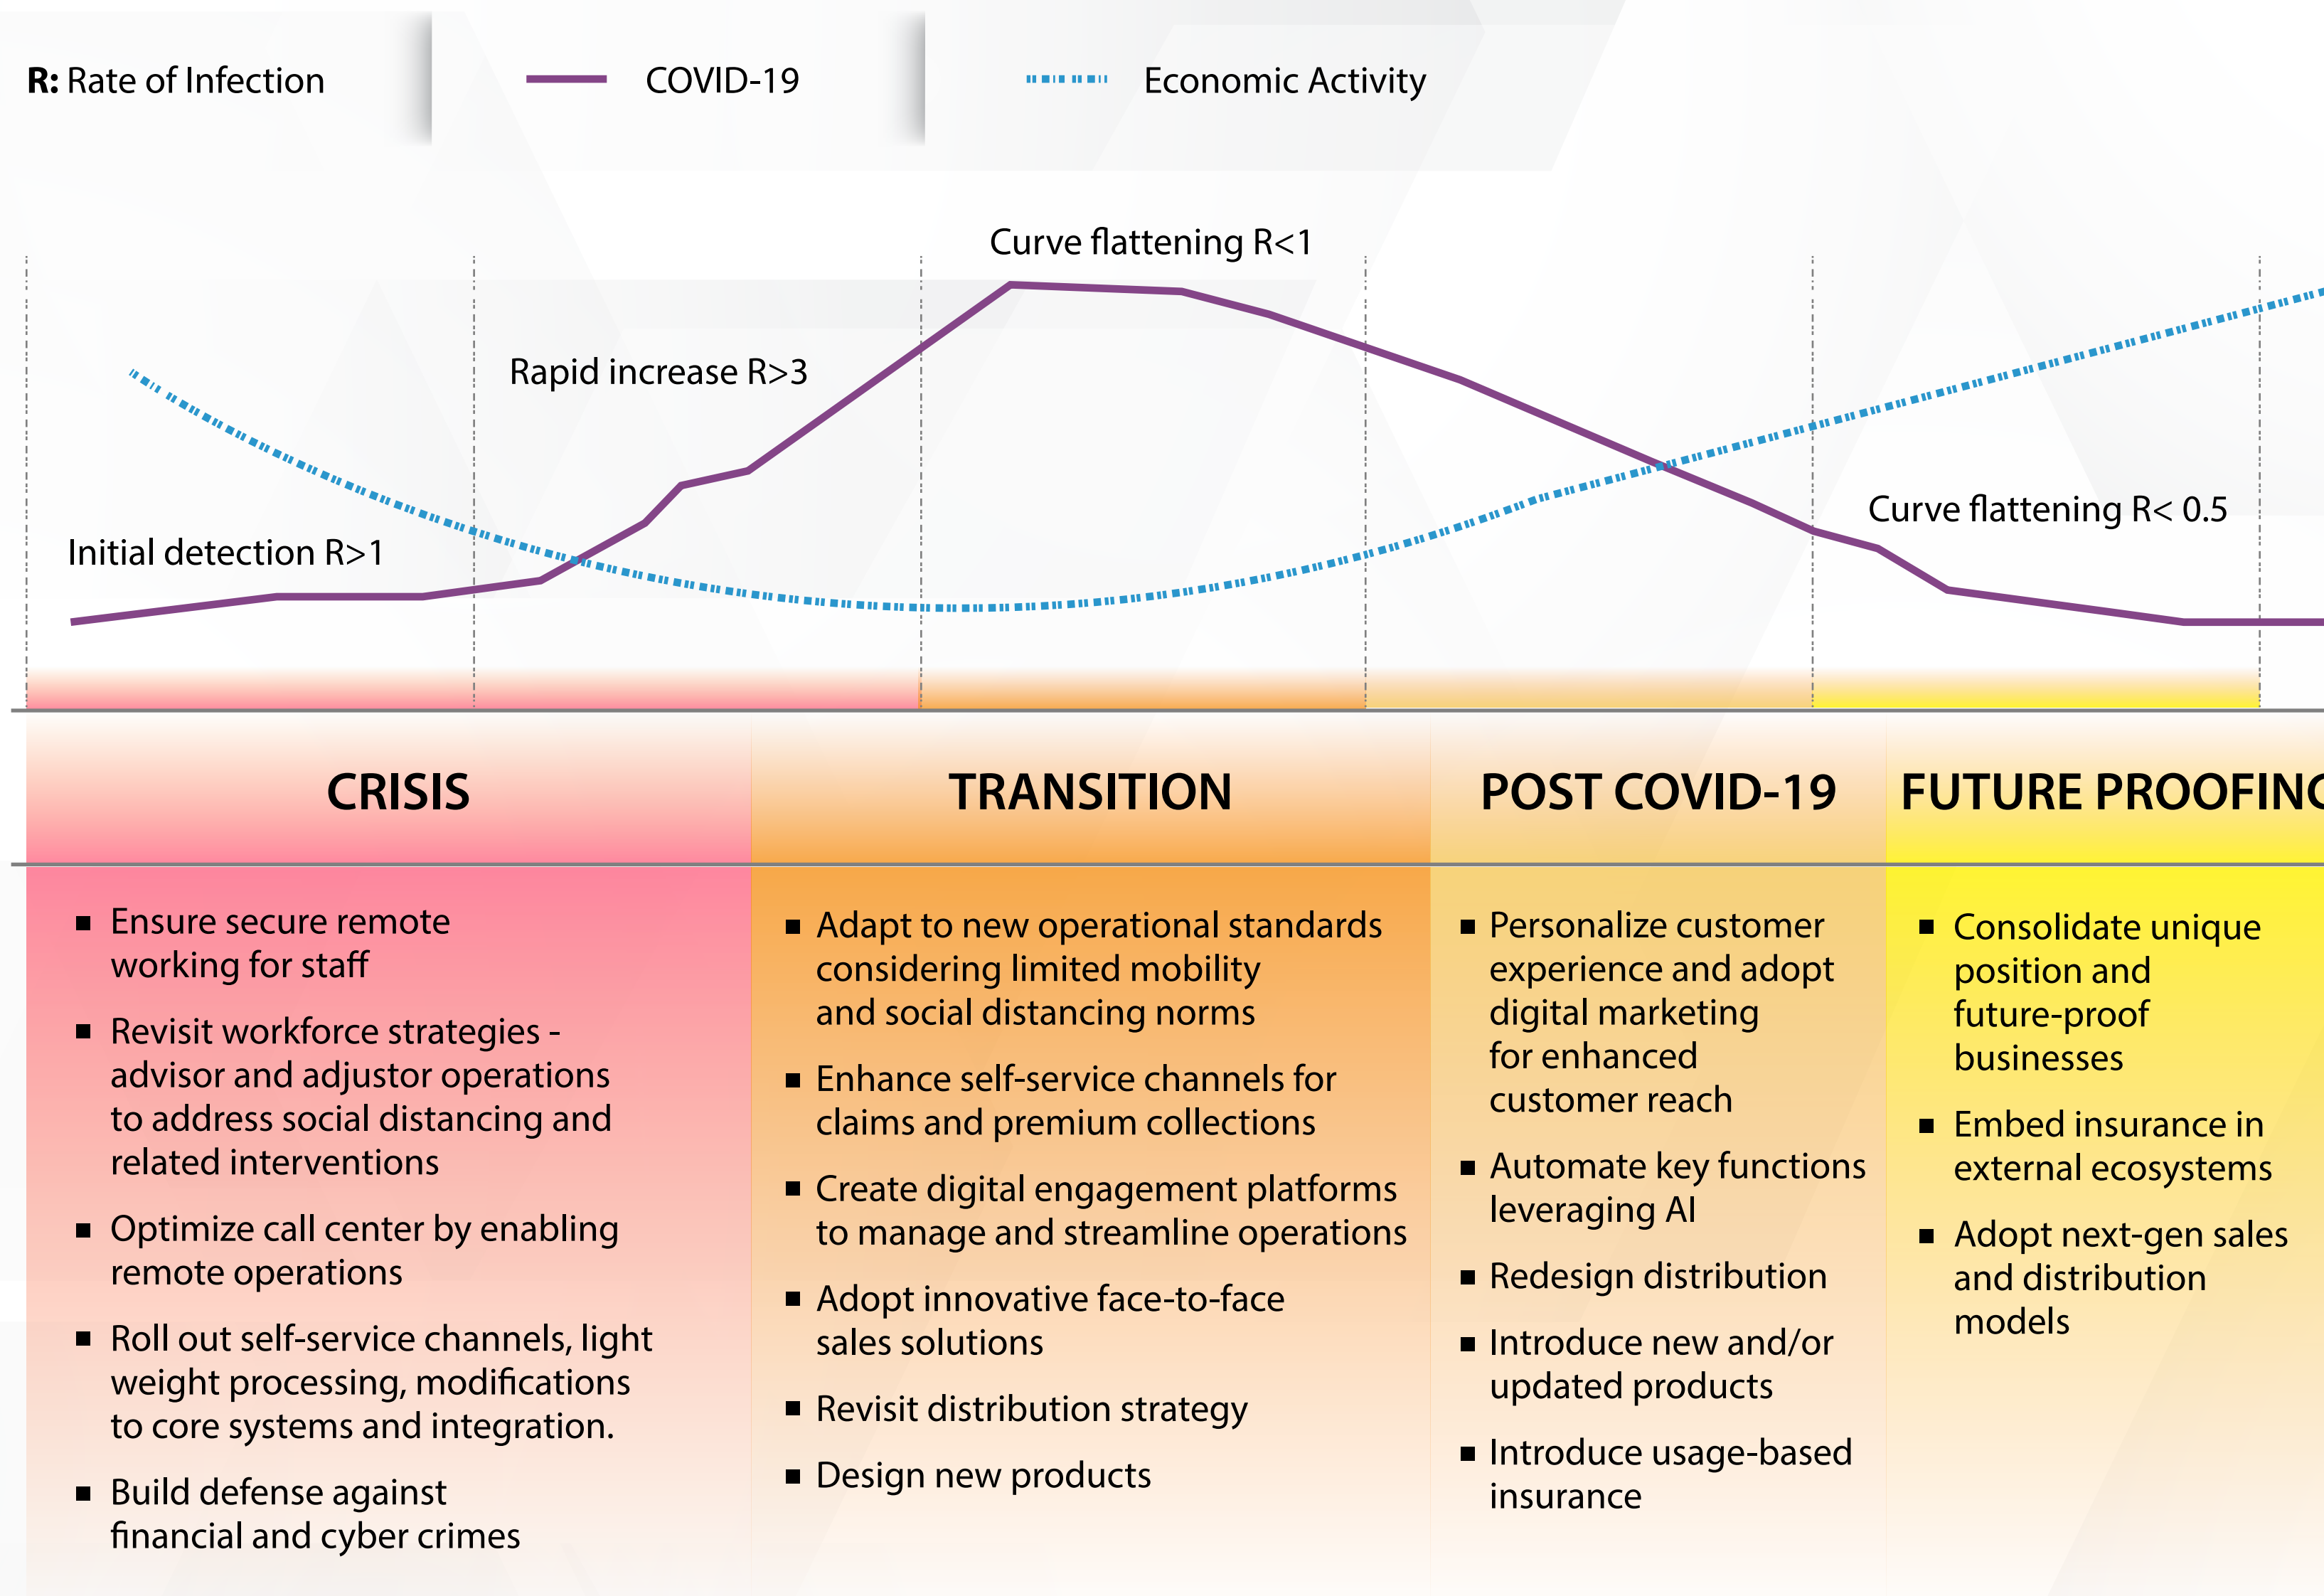 R: Rate of Infection
COVID-19
Economic Activity
Curve flattening R<1
Rapid increase R>3
Curve flattening R< 0.5
Initial detection R>1
CRISIS
TRANSITION
POST COVID-19
FUTURE PROOFING
Ensure secure remote
working for staff
Revisit workforce strategies -
advisor and adjustor operations
to address social distancing and
related interventions
Optimize call center by enabling
remote operations
Roll out self-service channels, light
weight processing, modifications
to core systems and integration.
Build defense against
financial and cyber crimes
Adapt to new operational standards
considering limited mobility
and social distancing norms
Enhance self-service channels for
claims and premium collections
Create digital engagement platforms
to manage and streamline operations
Adopt innovative face-to-face
sales solutions
Revisit distribution strategy
Design new products
Personalize customer
experience and adopt
digital marketing
for enhanced
customer reach
Automate key functions
leveraging AI
Redesign distribution
Introduce new and/or
updated products
Introduce usage-based
insurance
Consolidate unique
position and
future-proof
businesses
Embed insurance in
external ecosystems
Adopt next-gen sales
and distribution
models